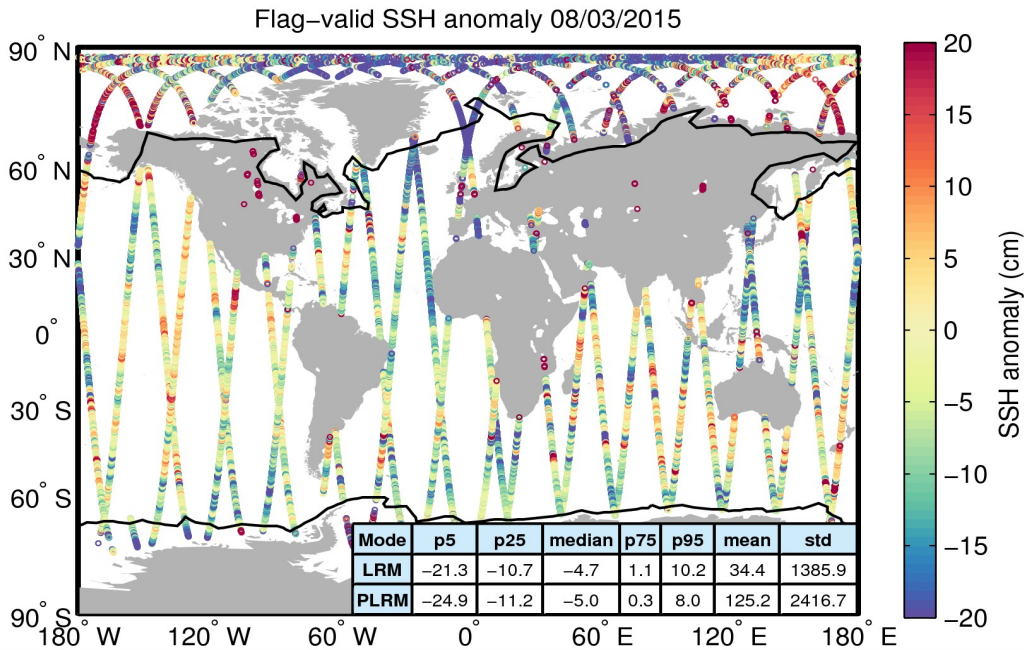 Flag−valid SSH anomaly 08/03/2015
90° N
60° N
30° N
0°
30° S
60° S
90° S
180° W
120° W
60° W
0°
60° E
120° E
180° E
Mode p5 p25 median p75 p95 mean std
LRM −21.3 −10.7 −4.7 1.1 10.2 34.4 1385.9
PLRM −24.9 −11.2 −5.0 0.3 8.0 125.2 2416.7
20
15
10
5
0
−5
−10
−15
−20
SSH anomaly (cm)